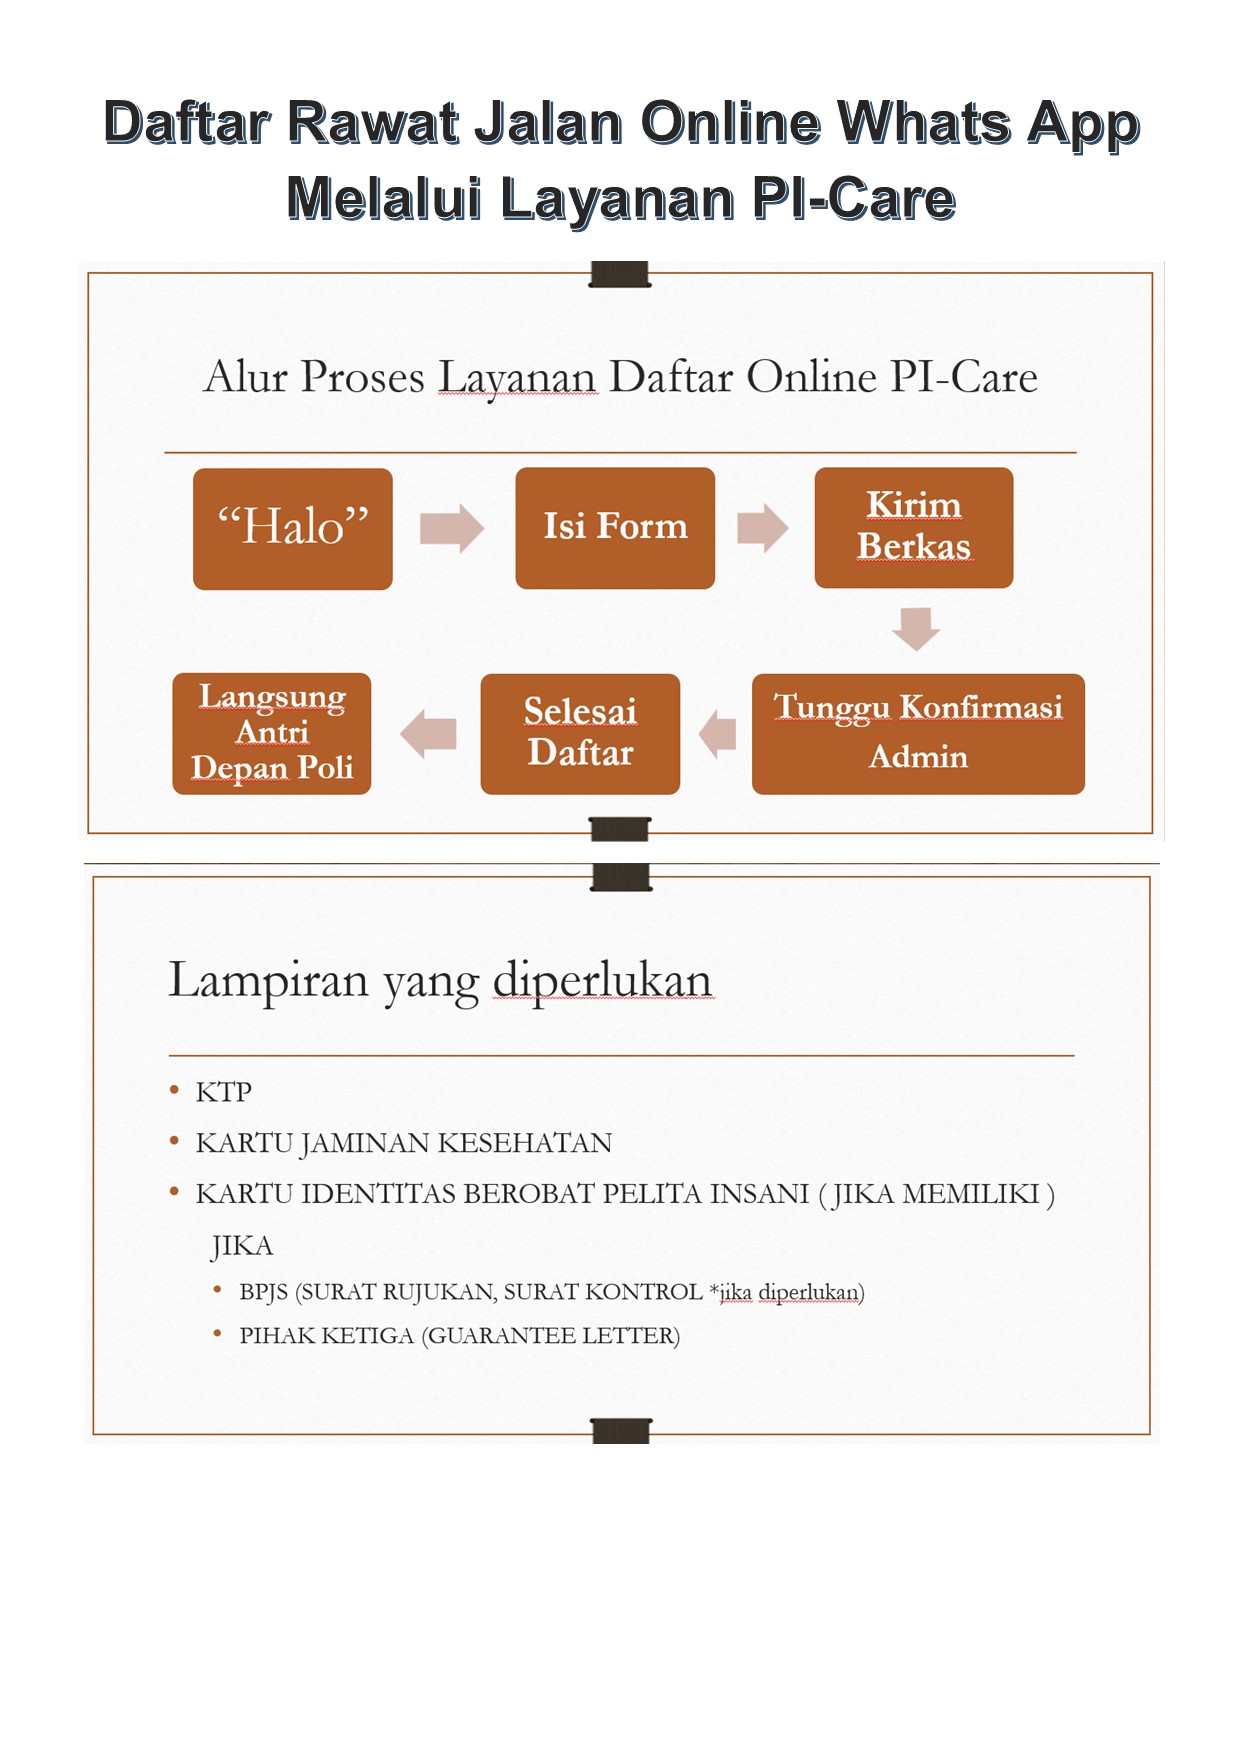 Daftar Rawat Jalan Online Whats App
Melalui Layanan PI-Care
Alur Proses Layanan Daftar Online PI-Care
“Halo”
Isi Form
Kirim
Berkas
Tunggu Konfirmasi
Admin
Selesai
Daftar
Langsung
Antri
Depan Poli
Lampiran yang diperlukan
• KTP
• KARTU JAMINAN KESEHATAN
• KARTU IDENTITAS BEROBAT PELITA INSANI ( JIKA MEMILIKI )
JIKA
• BPJS (SURAT RUJUKAN, SURAT KONTROL *jika diperlukan)
• PIHAK KETIGA (GUARANTEE LETTER)